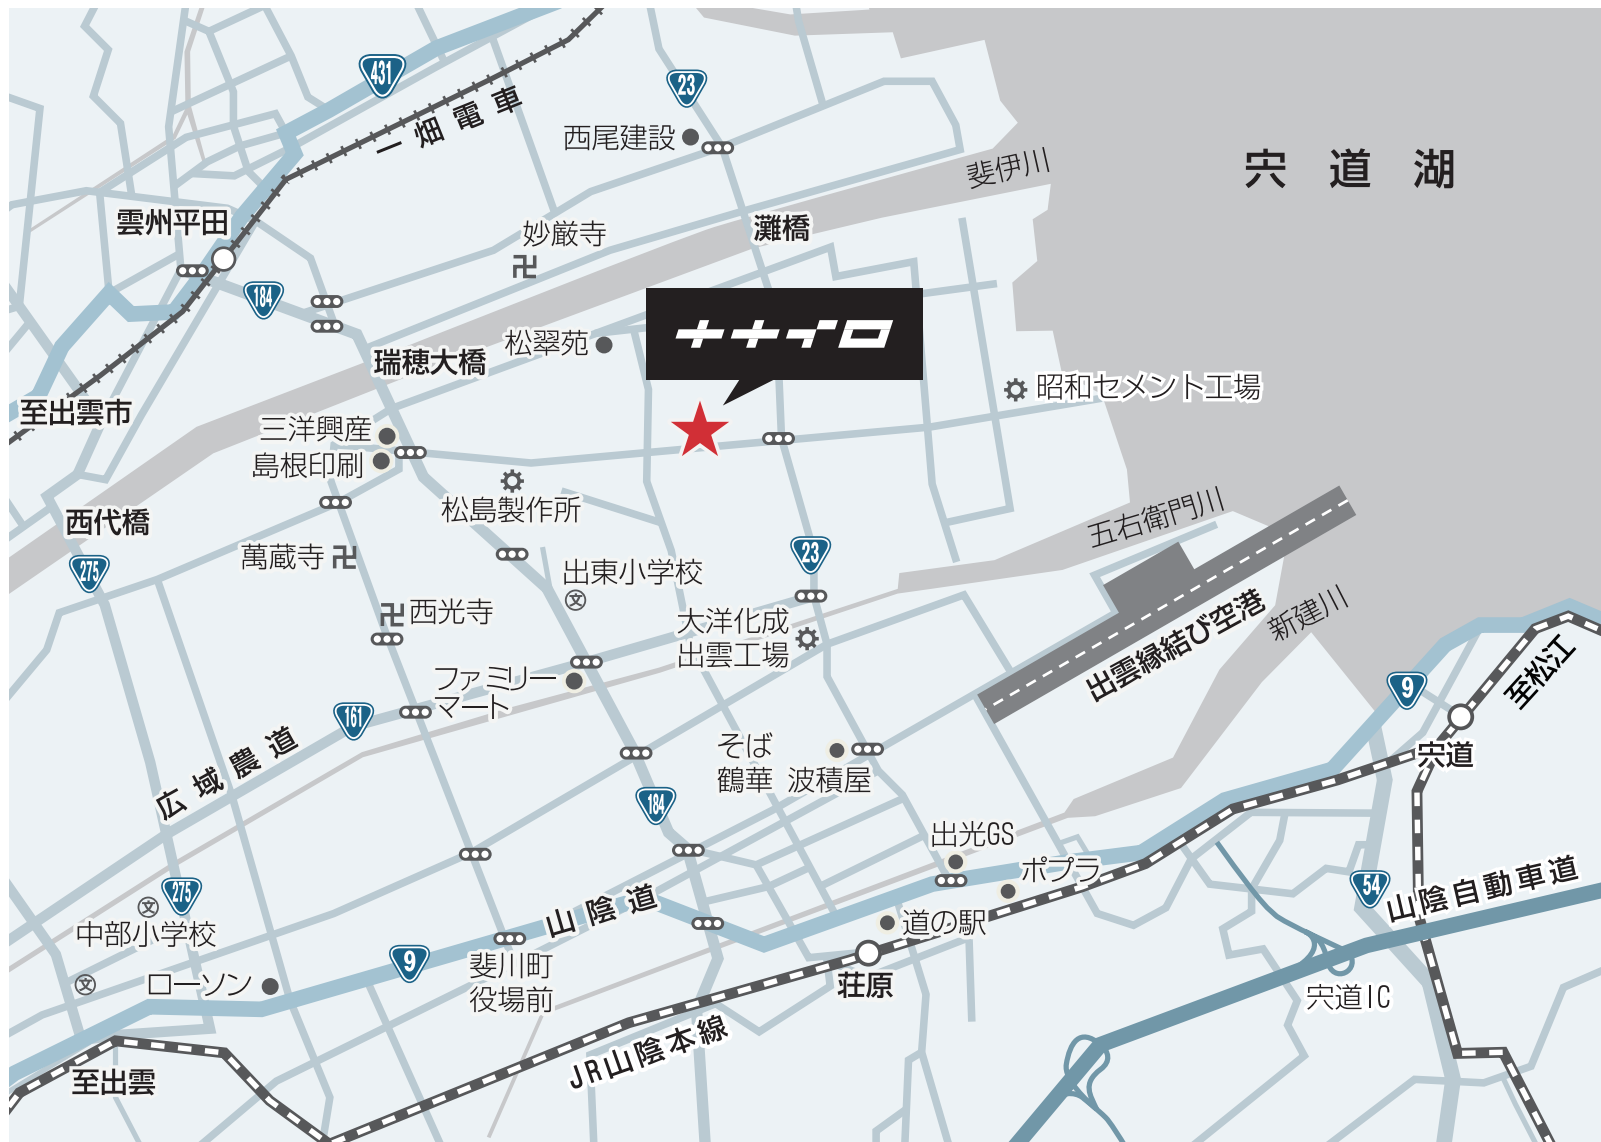 431
23
一畑電車
西尾建設
斐伊川
宍道湖
雲州平田
妙厳寺
灘橋
184
ナナイロ
松翠苑
瑞穂大橋
昭和セメント工場
至出雲市
三洋興産
島根印刷
松島製作所
西代橋
五右衛門川
275
萬蔵寺
23
出東小学校
文
西光寺
大洋化成
出雲工場
出雲縁結び空港
新建川
至松江
ファミリー
マート
161
9
広域農道
そば
鶴華
波積屋
宍道
184
出光GS
ポプラ
275
文
中部小学校
山陰道
54
山陰自動車道
道の駅
9
文
ローソン
斐川町
役場前
荘原
宍道IC
JR山陰本線
至出雲